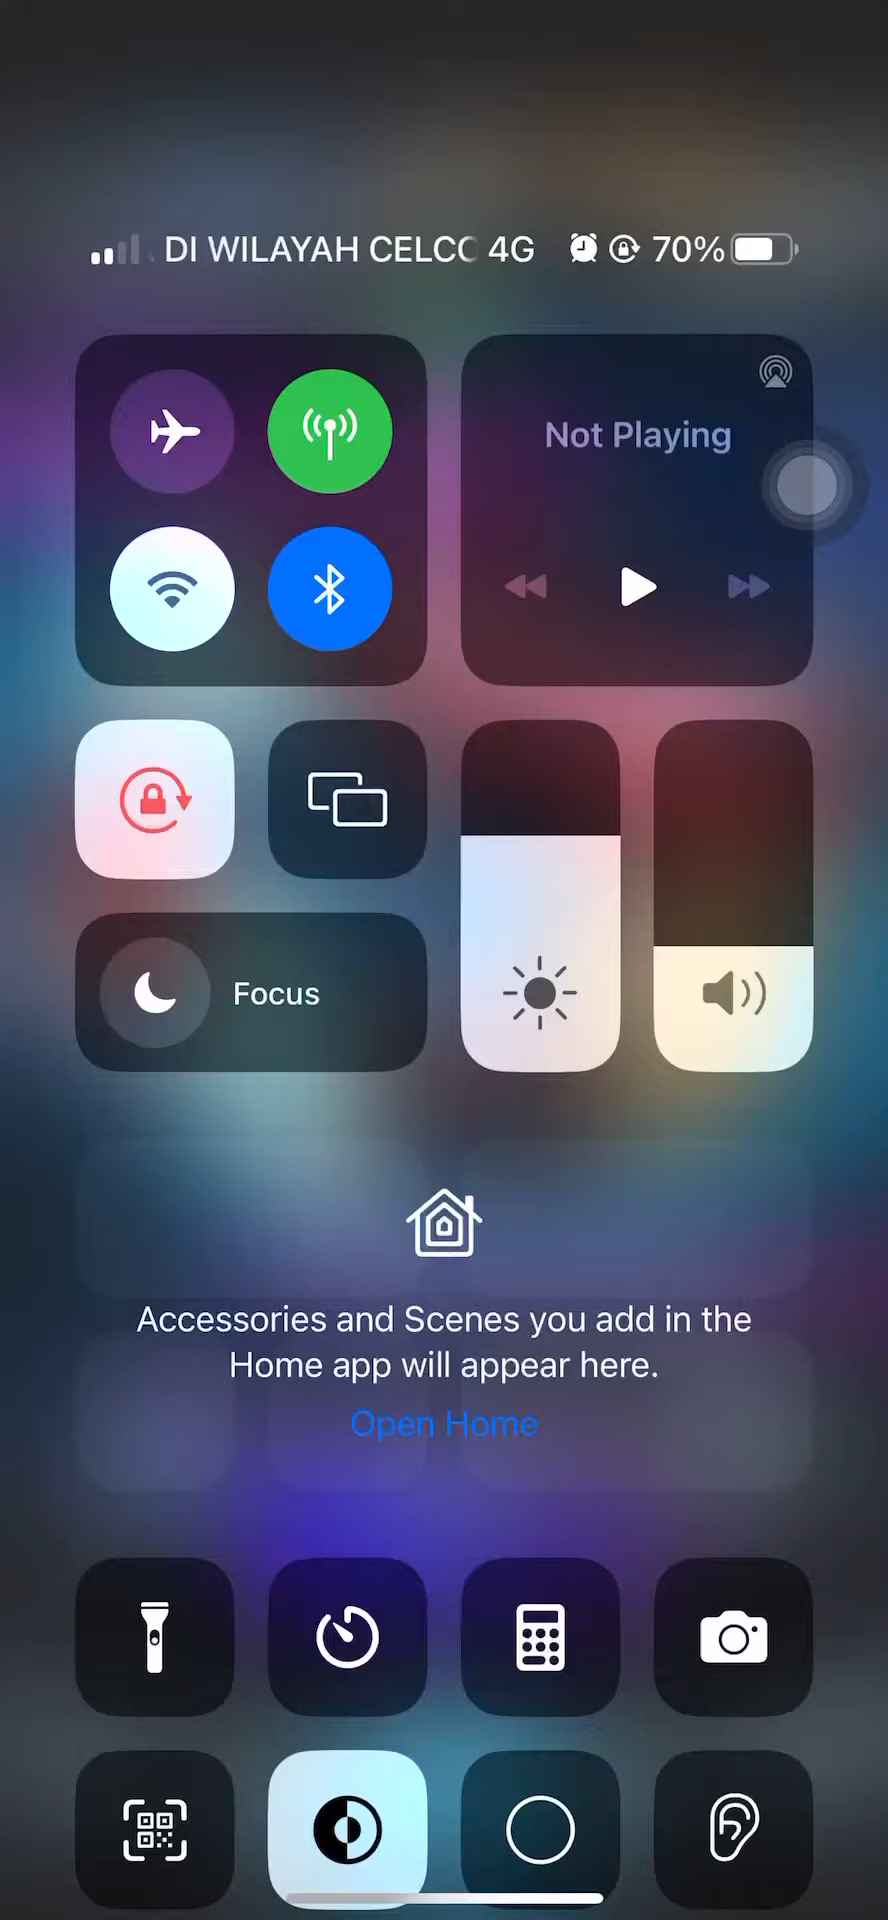 DI WILAYAH CELCC 4G 70%
Not Playing
Focus
Accessories and Scenes you add in the
Home app will appear here.
Open Home